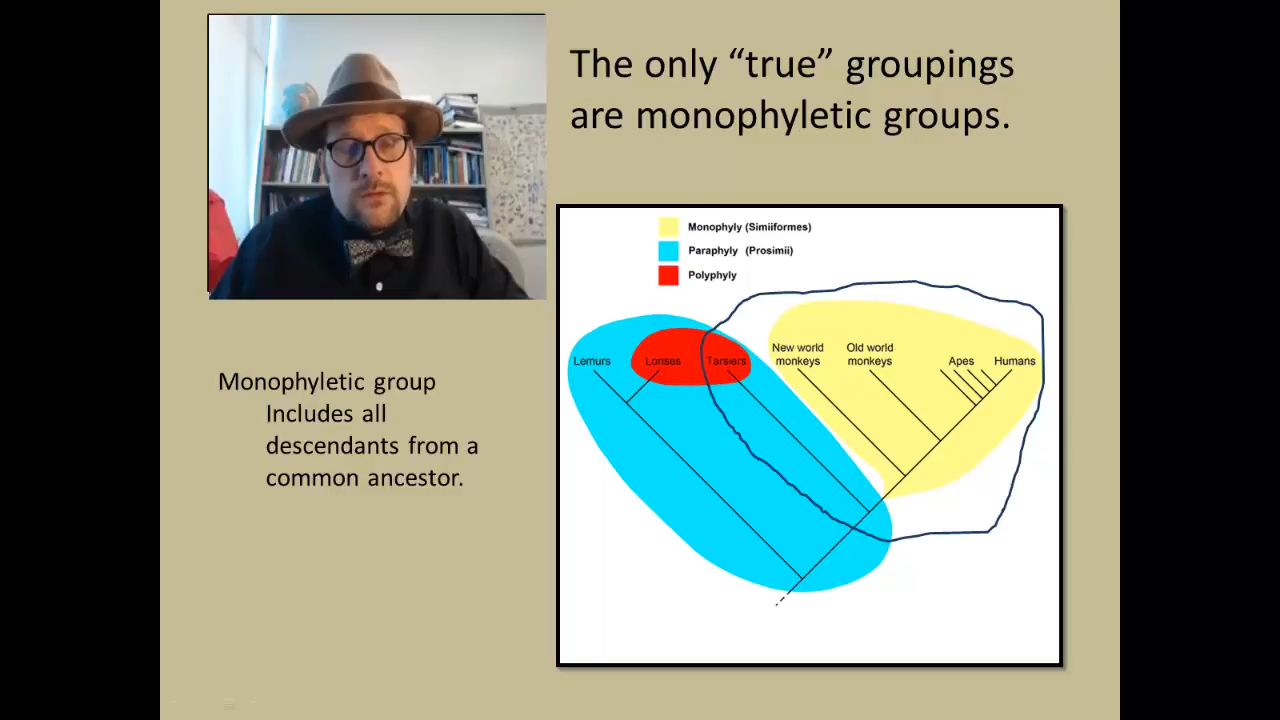 The only “true” groupings
are monophyletic groups.
Monophyletic group
Includes all
descendants from a
common ancestor.
Monophyly (Simiiformes)
Paraphyly (Prosimii)
Polyphyly
Lemurs
Lorises
Tarsiers
New world
monkeys
Old world
monkeys
Apes
Humans